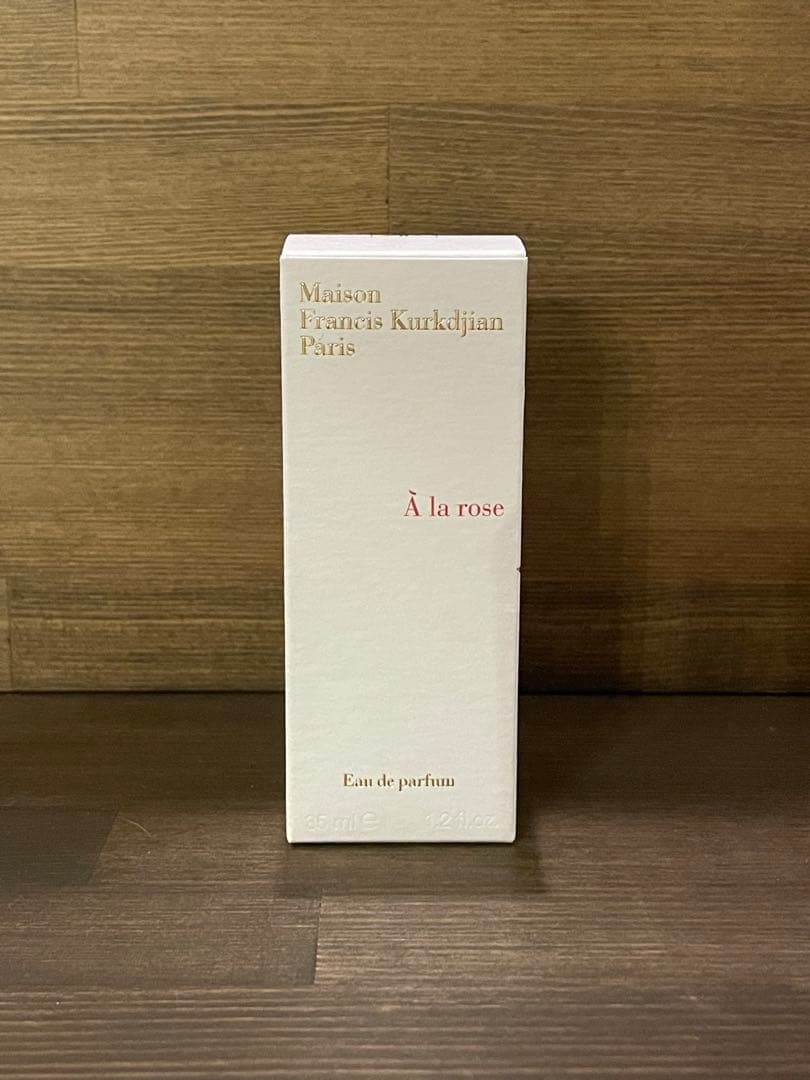 Maison
Francis Kurkdjian
Paris
À la rose
Eau de parfum
35 ml ℮ 1.2 fl.oz.